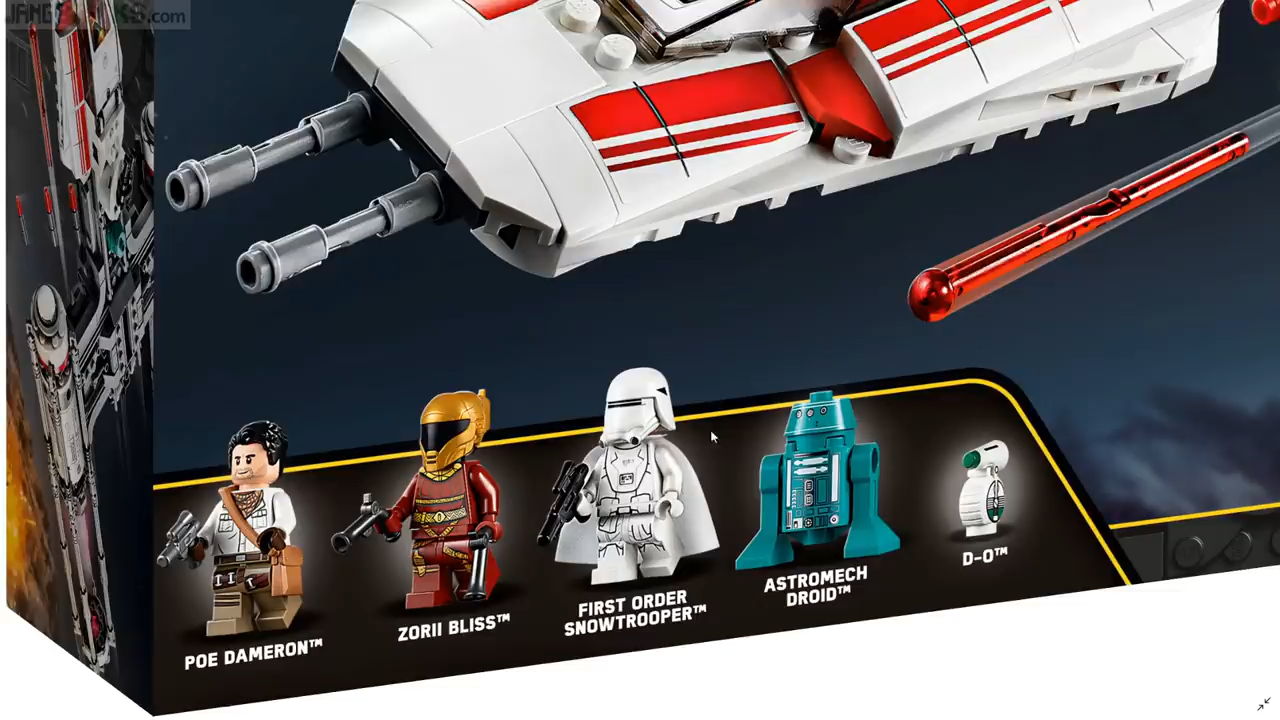 POE DAMERON™
ZORII BLISS™
FIRST ORDER
SNOWTROOPER™
ASTROMECH
DROID™
D-O™